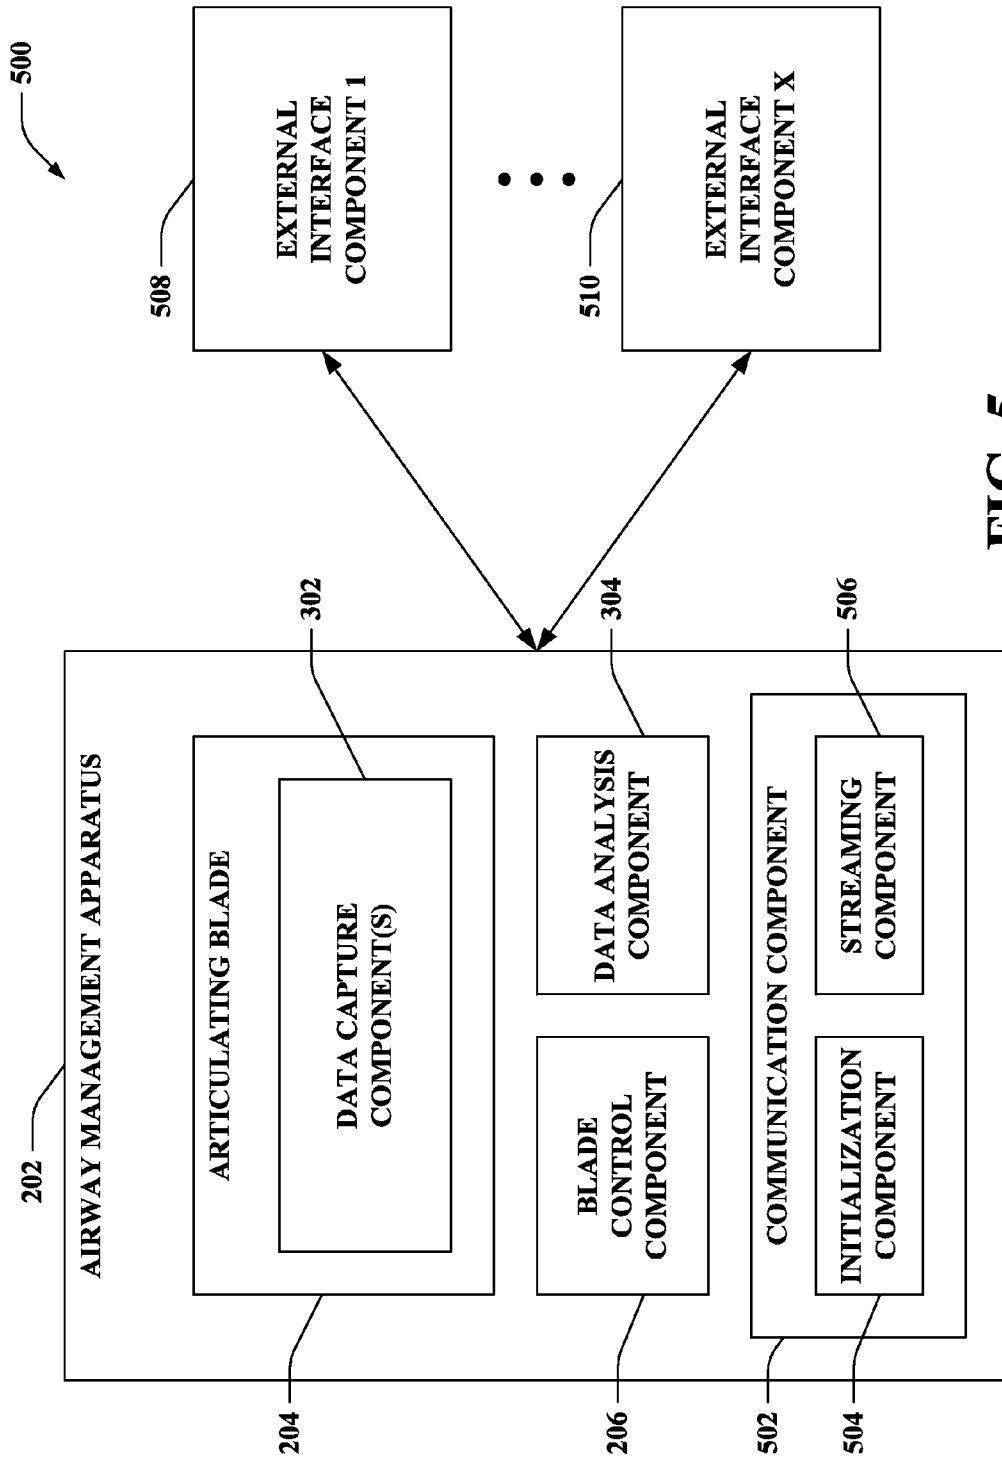 500
202
AIRWAY MANAGEMENT APPARATUS
204
ARTICULATING BLADE
302
DATA CAPTURE
COMPONENT(S)
206
BLADE
CONTROL
COMPONENT
304
DATA ANALYSIS
COMPONENT
502
COMMUNICATION COMPONENT
504
INITIALIZATION
COMPONENT
506
STREAMING
COMPONENT
508
EXTERNAL
INTERFACE
COMPONENT 1
510
EXTERNAL
INTERFACE
COMPONENT X
FIG. 5